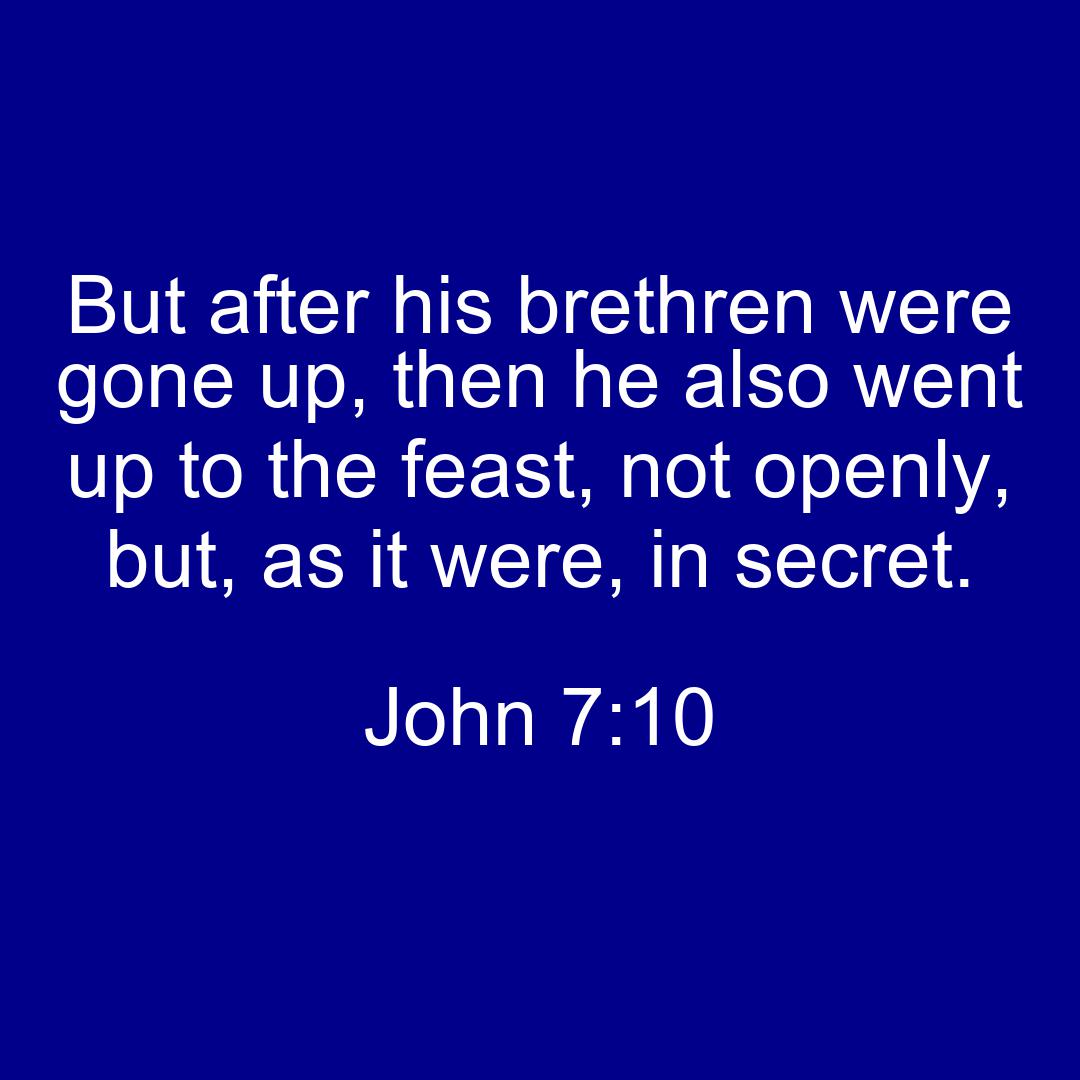 But after his brethren were
gone up, then he also went
up to the feast, not openly,
but, as it were, in secret.
John 7:10